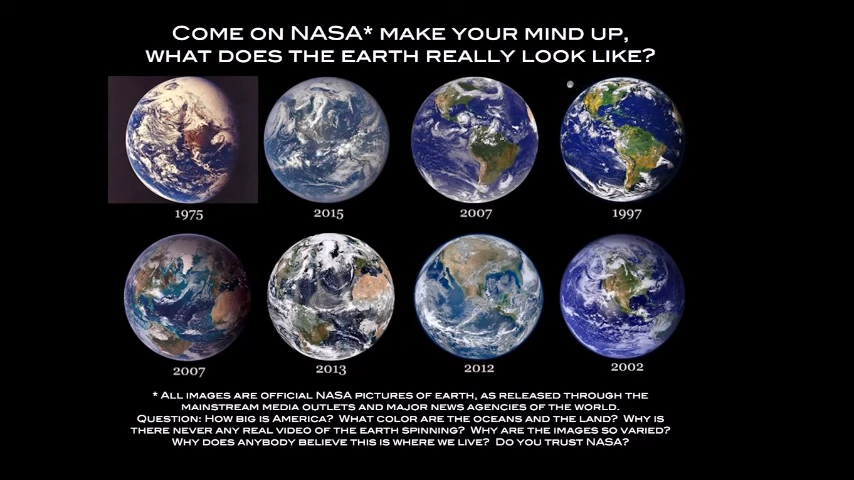 Come on NASA* make your mind up,
what does the earth really look like?
1975
2015
2007
1997
2007
2013
2012
2002
* All images are official NASA pictures of earth, as released through the
mainstream media outlets and major news agencies of the world.
Question: How big is America? What color are the oceans and the land? Why is
there never any real video of the earth spinning? Why are the images so varied?
Why does anybody believe this is where we live? Do you trust NASA?